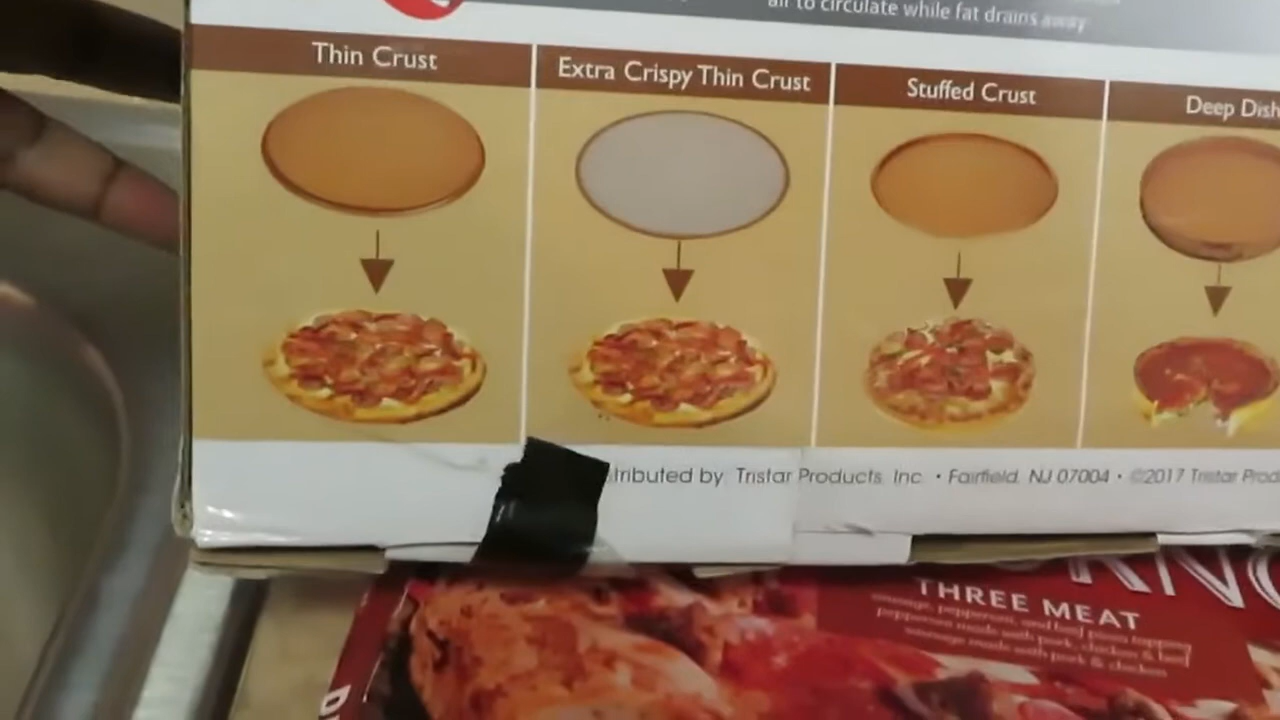 air to circulate while fat drains away
Thin Crust
Extra Crispy Thin Crust
Stuffed Crust
Deep Dish
tributed by Tristar Products, Inc. • Fairfield, NJ 07004 • ©2017 Tristar Prod
THREE MEAT
sausage, pepperoni, and beef pizza topping
pepperoni made with pork, chicken & beef
sausage made with pork & chicken